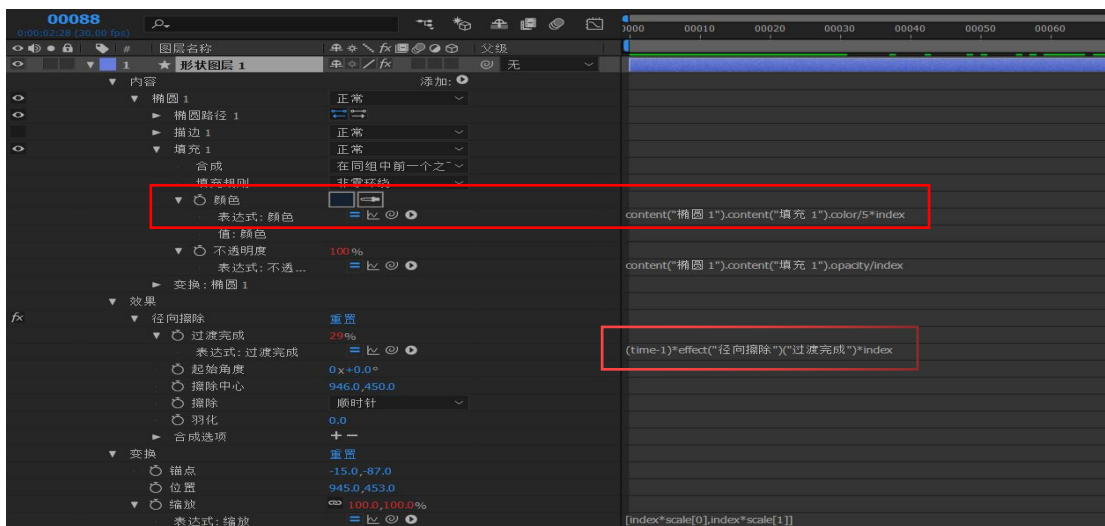 00088
0:00:02:28 (30.00 fps)
0000 00010 00020 00030 00040 00050 00060
# 图层名称 父级
1 ★ 形状图层 1 无
内容 添加:
椭圆 1 正常
椭圆路径 1
描边 1 正常
填充 1 正常
合成 在同组中前一个之
填充规则 非零环绕
颜色
表达式: 颜色 content("椭圆 1").content("填充 1").color/5*index
值: 颜色
不透明度 100%
表达式: 不透... content("椭圆 1").content("填充 1").opacity/index
变换: 椭圆 1
效果
fx 径向擦除 重置
过渡完成 29%
表达式: 过渡完成 (time-1)*effect("径向擦除")("过渡完成")*index
起始角度 0x+0.0°
擦除中心 946.0,450.0
擦除 顺时针
羽化 0.0
合成选项 + −
变换 重置
锚点 -15.0,-87.0
位置 945.0,453.0
缩放 100.0,100.0%
表达式: 缩放 [index*scale[0],index*scale[1]]